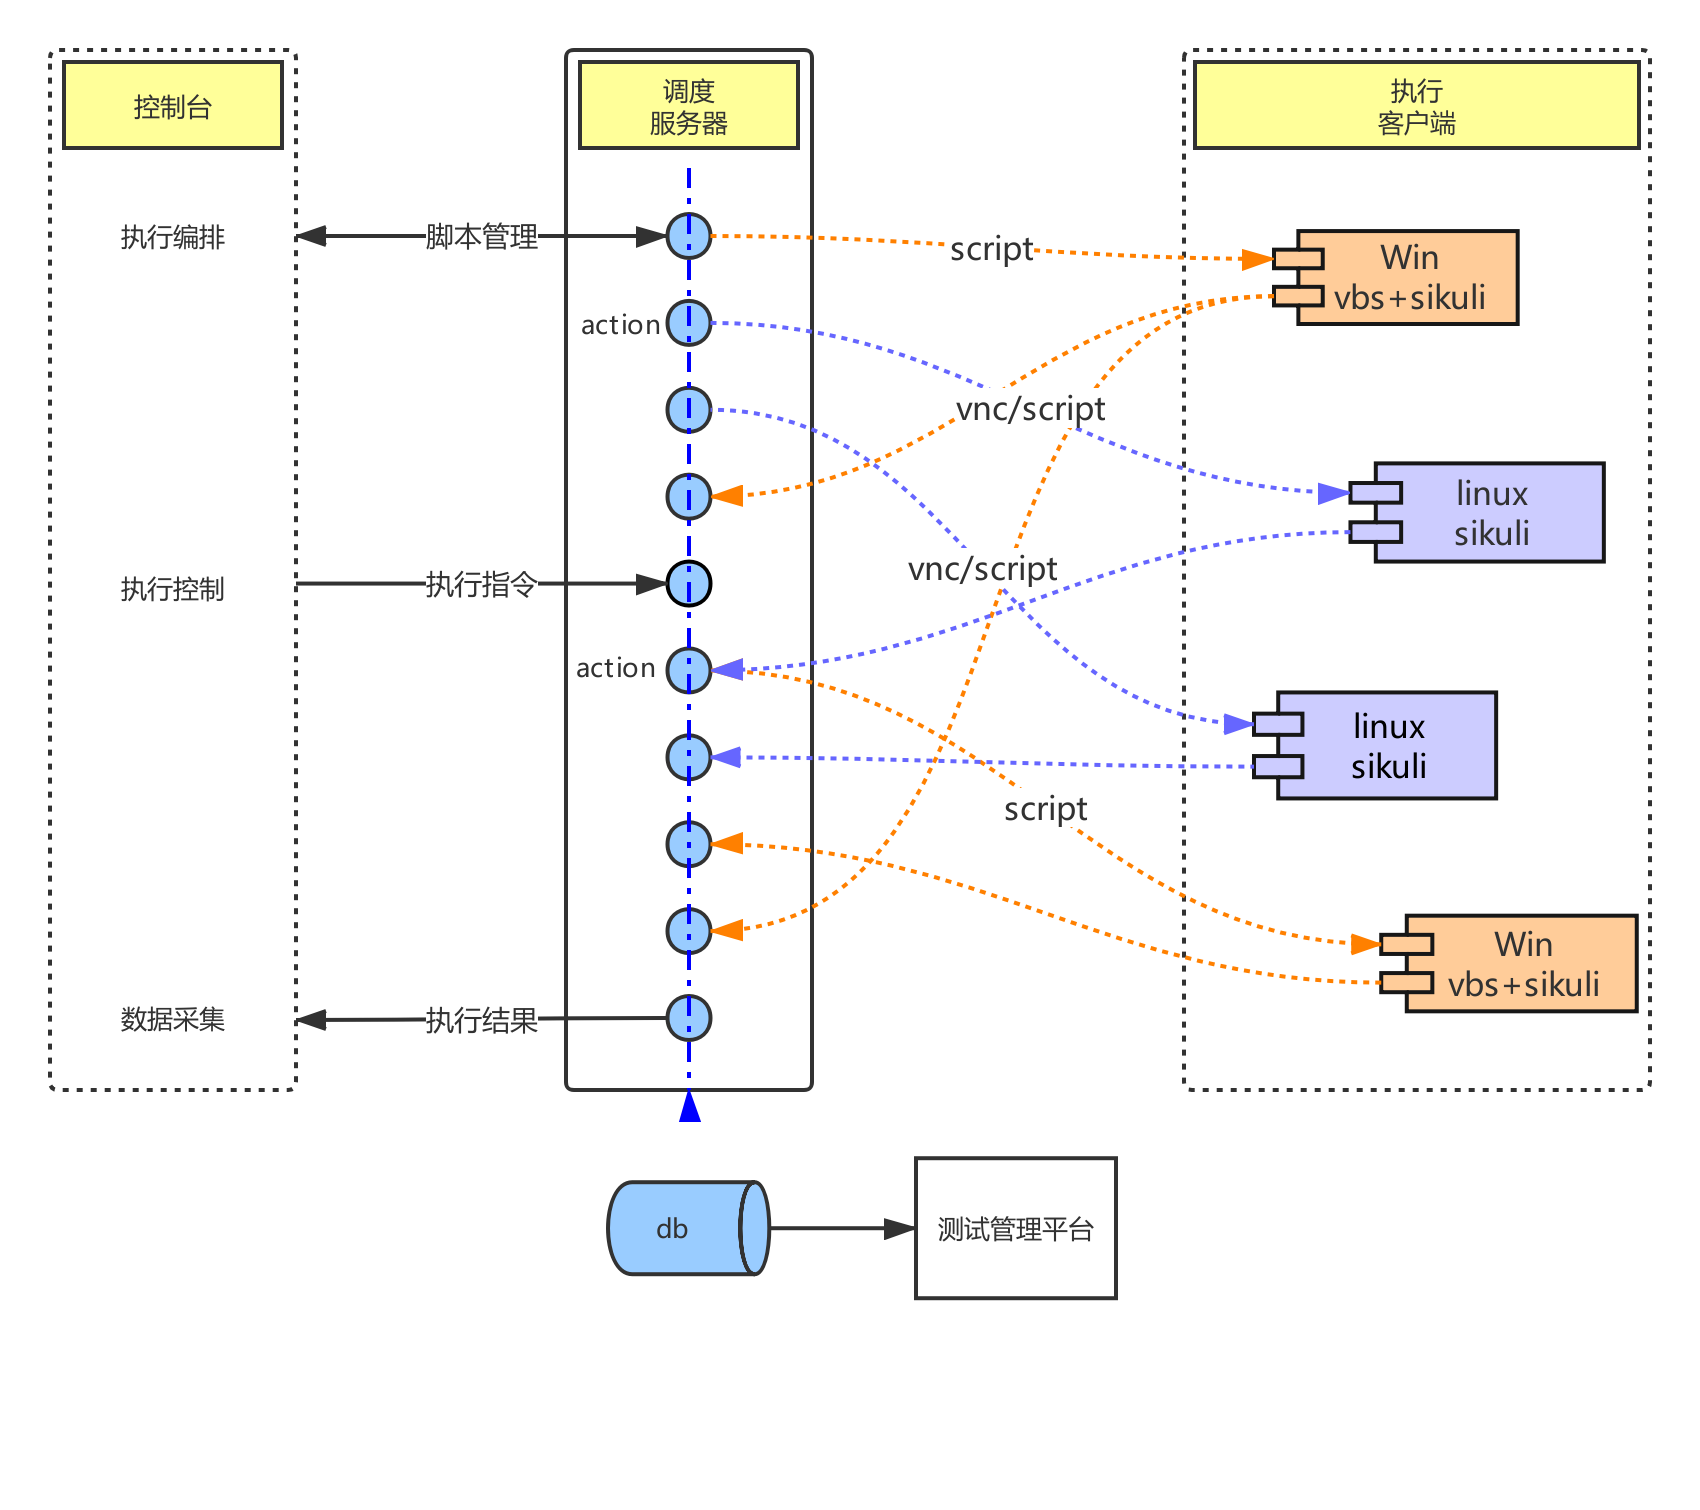 控制台
调度
服务器
执行
客户端
执行编排
脚本管理
script
Win
vbs+sikuli
action
vnc/script
linux
sikuli
vnc/script
执行控制
执行指令
action
linux
sikuli
script
Win
vbs+sikuli
数据采集
执行结果
db
测试管理平台